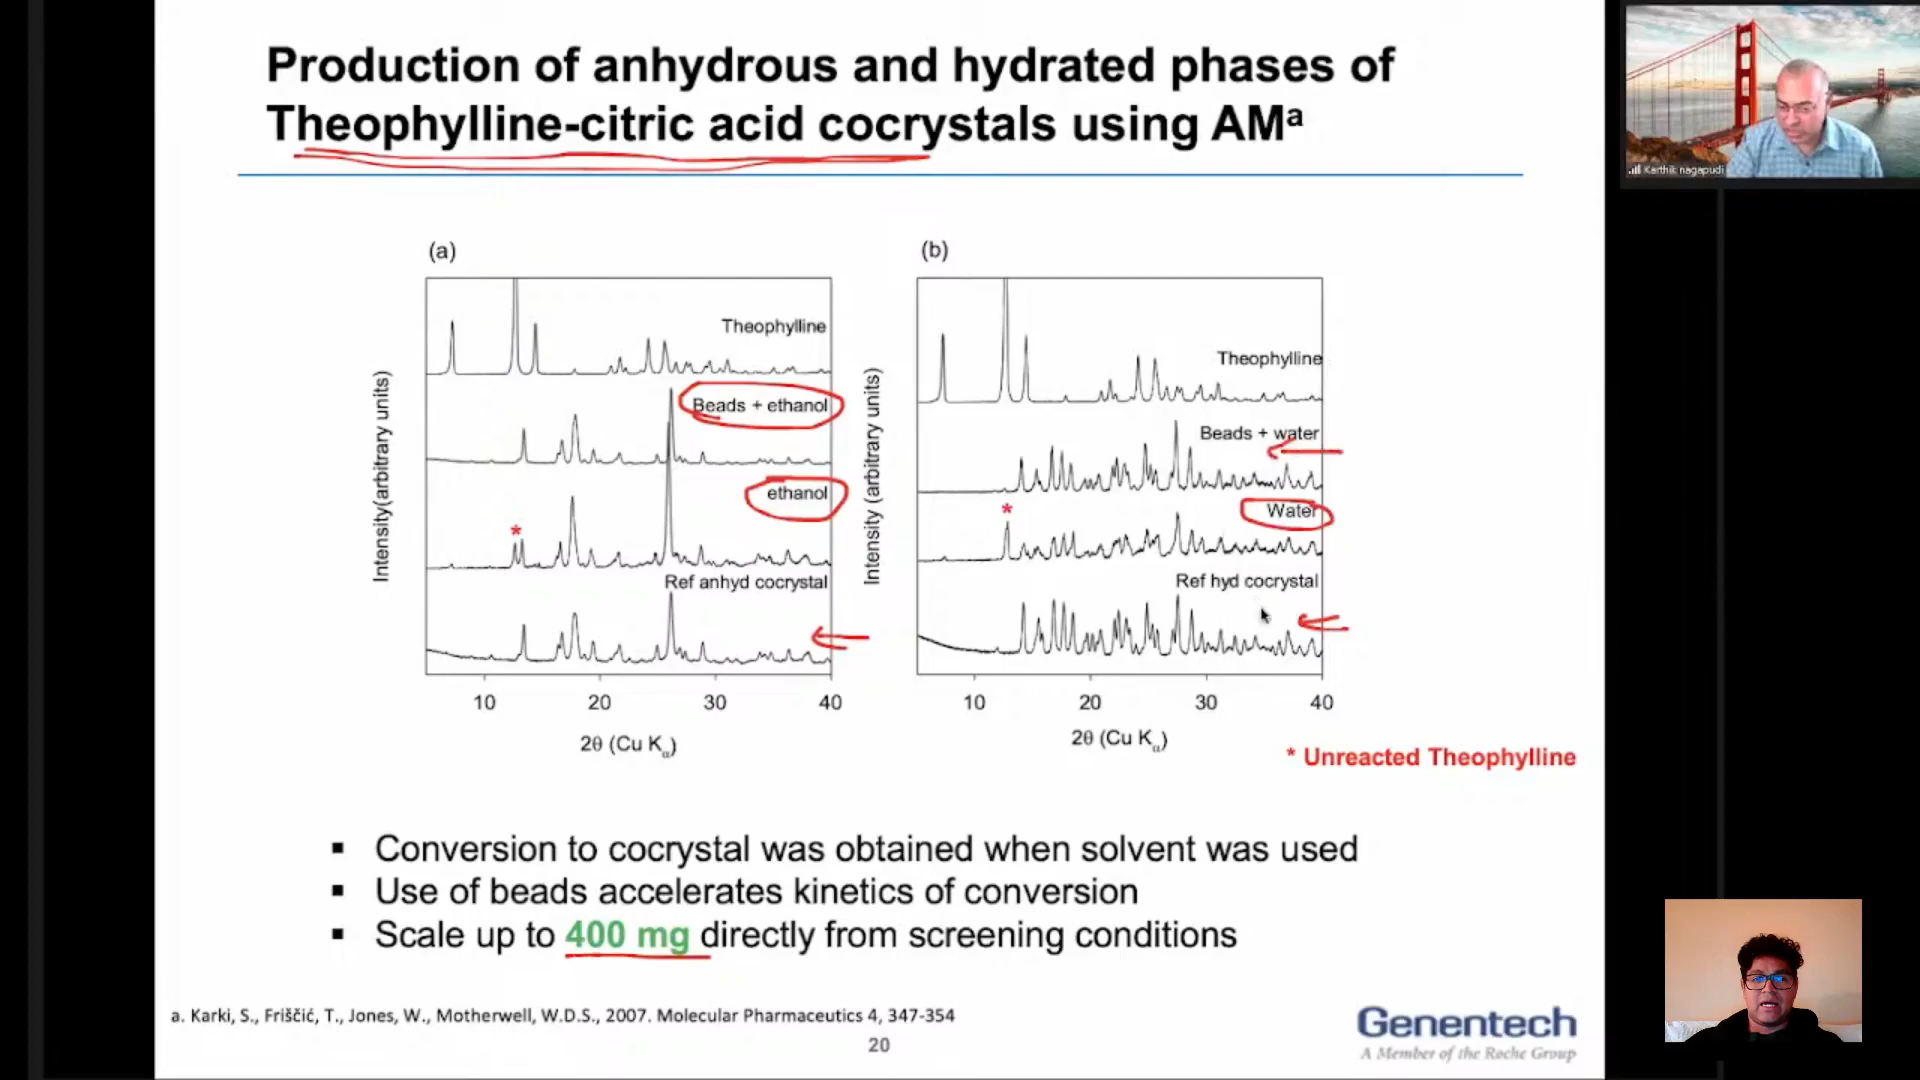 Production of anhydrous and hydrated phases of
Theophylline-citric acid cocrystals using AMᵃ
Karthik nagapudi
(a)
Intensity(arbitrary units)
Theophylline
Beads + ethanol
*
ethanol
Ref anhyd cocrystal
10 20 30 40
2θ (Cu Kα)
(b)
Intensity (arbitrary units)
Theophylline
Beads + water
*
Water
Ref hyd cocrystal
10 20 30 40
2θ (Cu Kα)
* Unreacted Theophylline
▪ Conversion to cocrystal was obtained when solvent was used
▪ Use of beads accelerates kinetics of conversion
▪ Scale up to 400 mg directly from screening conditions
a. Karki, S., Friščić, T., Jones, W., Motherwell, W.D.S., 2007. Molecular Pharmaceutics 4, 347-354
20
Genentech
A Member of the Roche Group